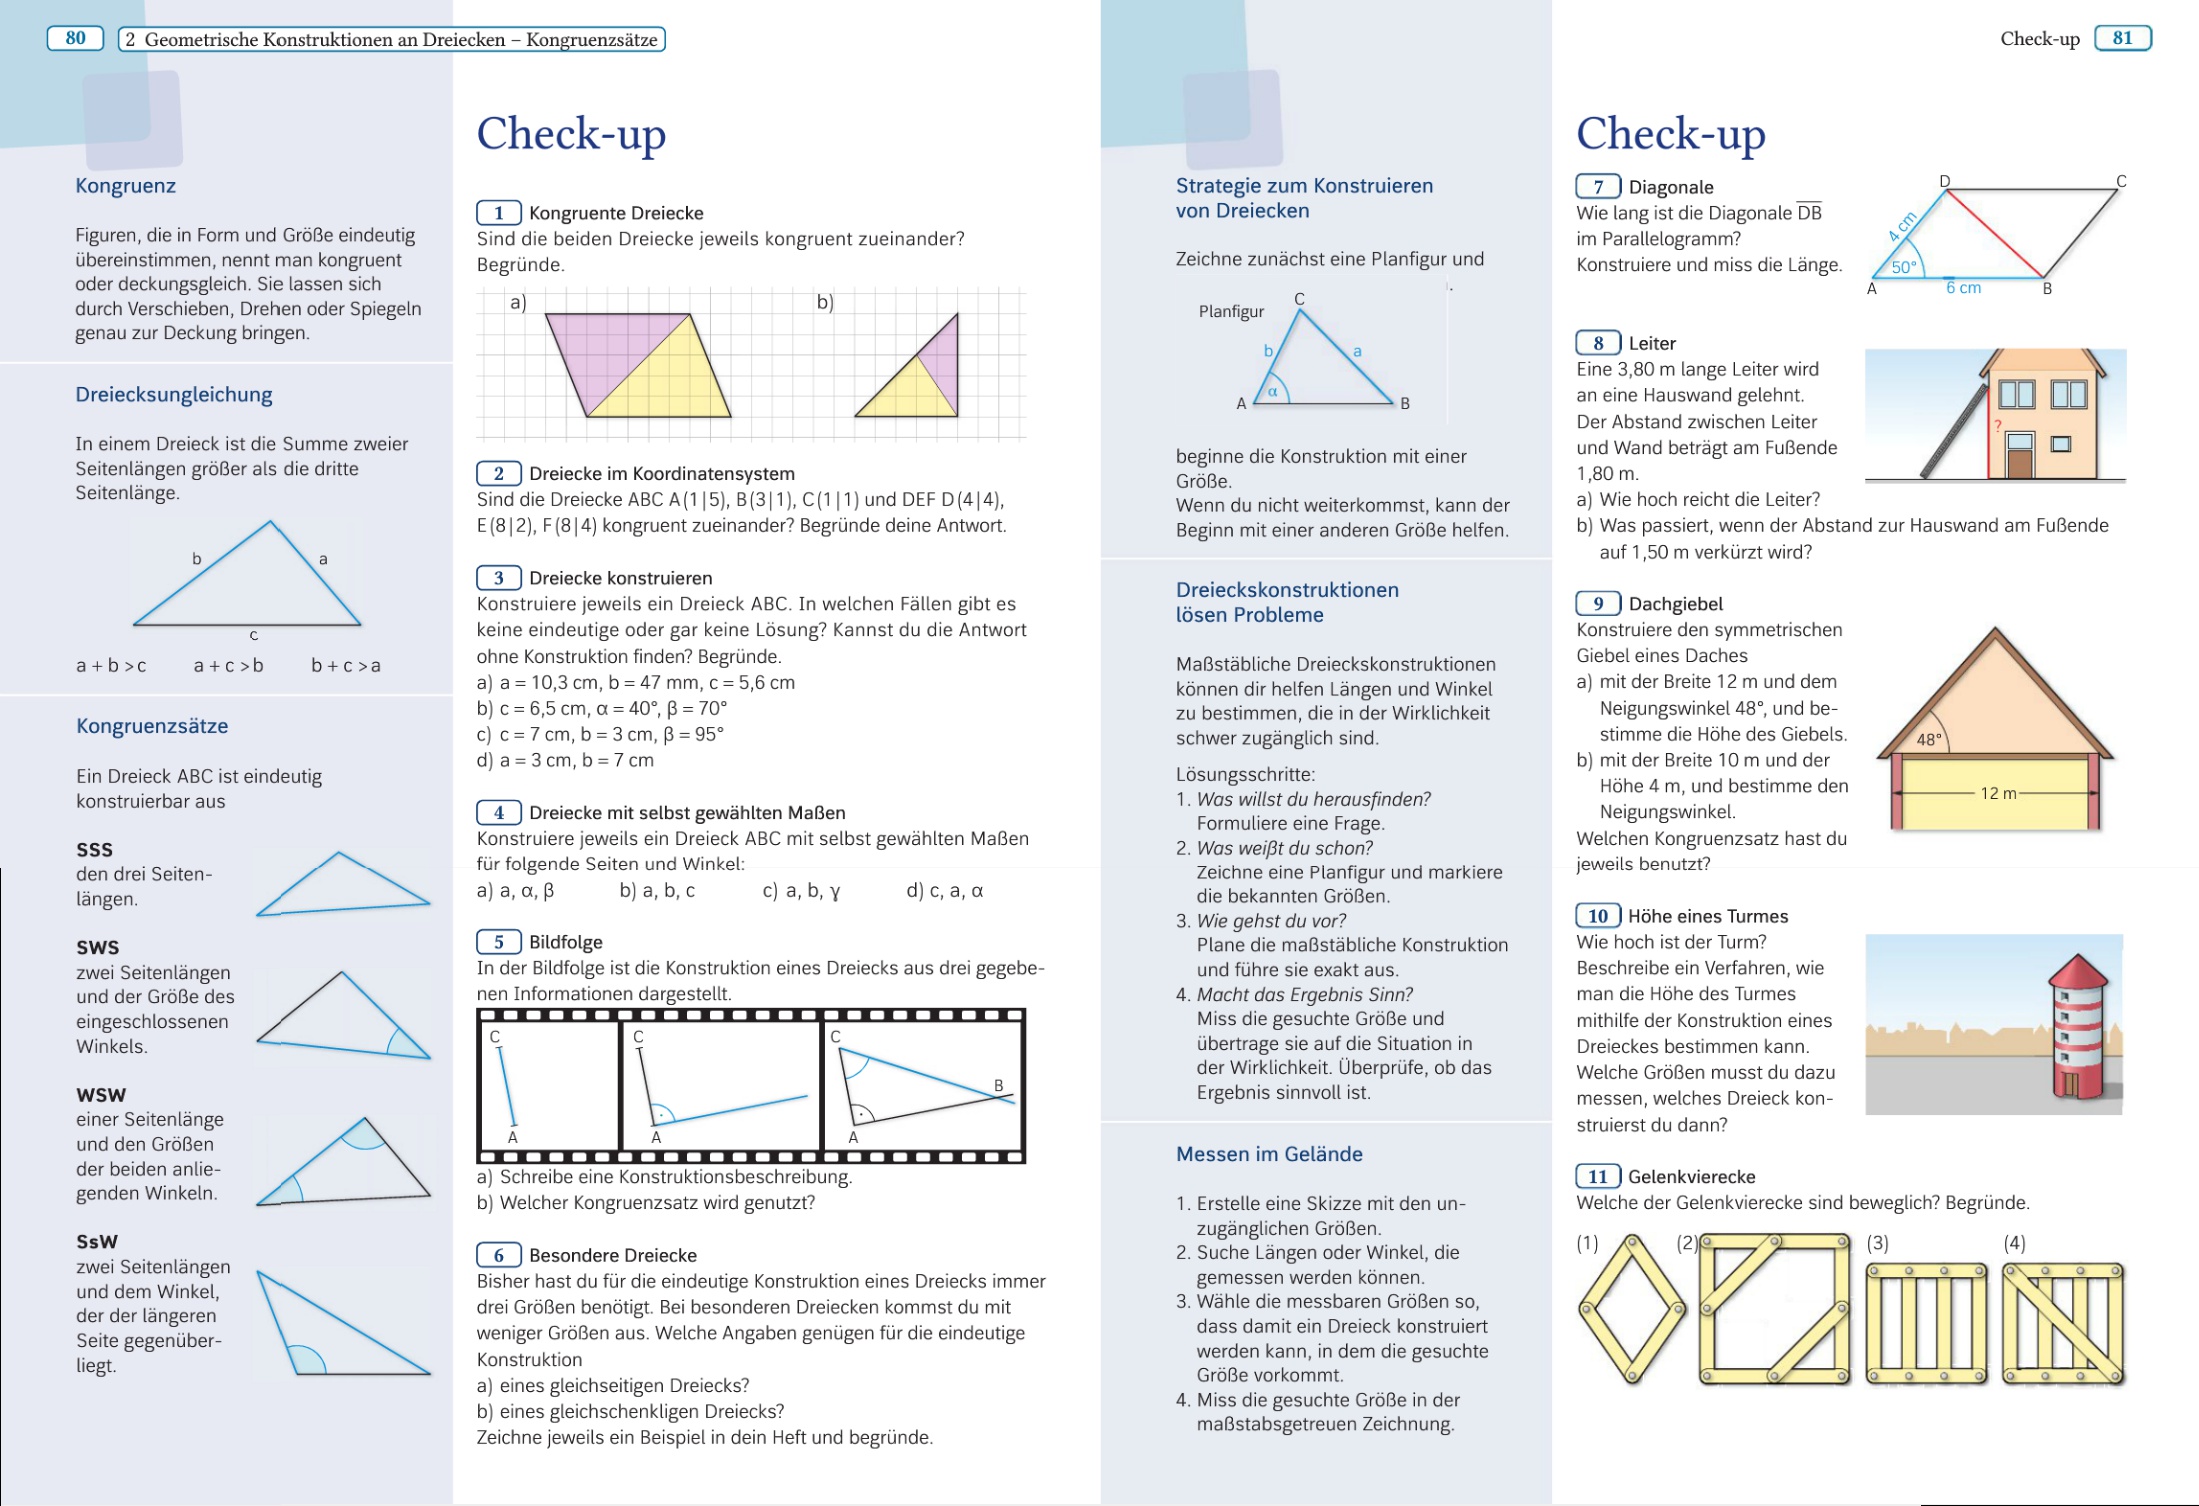 80
2 Geometrische Konstruktionen an Dreiecken – Kongruenzsätze
Kongruenz
Figuren, die in Form und Größe eindeutig
übereinstimmen, nennt man kongruent
oder deckungsgleich. Sie lassen sich
durch Verschieben, Drehen oder Spiegeln
genau zur Deckung bringen.
Dreiecksungleichung
In einem Dreieck ist die Summe zweier
Seitenlängen größer als die dritte
Seitenlänge.
b
a
c
a + b > c a + c > b b + c > a
Kongruenzsätze
Ein Dreieck ABC ist eindeutig
konstruierbar aus
SSS
den drei Seiten-
längen.
SWS
zwei Seitenlängen
und der Größe des
eingeschlossenen
Winkels.
WSW
einer Seitenlänge
und den Größen
der beiden anlie-
genden Winkeln.
SsW
zwei Seitenlängen
und dem Winkel,
der der längeren
Seite gegenüber-
liegt.
Check-up
1 Kongruente Dreiecke
Sind die beiden Dreiecke jeweils kongruent zueinander?
Begründe.
a)
b)
2 Dreiecke im Koordinatensystem
Sind die Dreiecke ABC A(1|5), B(3|1), C(1|1) und DEF D(4|4),
E(8|2), F(8|4) kongruent zueinander? Begründe deine Antwort.
3 Dreiecke konstruieren
Konstruiere jeweils ein Dreieck ABC. In welchen Fällen gibt es
keine eindeutige oder gar keine Lösung? Kannst du die Antwort
ohne Konstruktion finden? Begründe.
a) a = 10,3 cm, b = 47 mm, c = 5,6 cm
b) c = 6,5 cm, α = 40°, β = 70°
c) c = 7 cm, b = 3 cm, β = 95°
d) a = 3 cm, b = 7 cm
4 Dreiecke mit selbst gewählten Maßen
Konstruiere jeweils ein Dreieck ABC mit selbst gewählten Maßen
für folgende Seiten und Winkel:
a) a, α, β b) a, b, c c) a, b, γ d) c, a, α
5 Bildfolge
In der Bildfolge ist die Konstruktion eines Dreiecks aus drei gegebe-
nen Informationen dargestellt.
C
A
C
A
C
B
A
a) Schreibe eine Konstruktionsbeschreibung.
b) Welcher Kongruenzsatz wird genutzt?
6 Besondere Dreiecke
Bisher hast du für die eindeutige Konstruktion eines Dreiecks immer
drei Größen benötigt. Bei besonderen Dreiecken kommst du mit
weniger Größen aus. Welche Angaben genügen für die eindeutige
Konstruktion
a) eines gleichseitigen Dreiecks?
b) eines gleichschenkligen Dreiecks?
Zeichne jeweils ein Beispiel in dein Heft und begründe.
Check-up 81
Strategie zum Konstruieren
von Dreiecken
Zeichne zunächst eine Planfigur und
Planfigur
C
b
a
α
A
B
beginne die Konstruktion mit einer
Größe.
Wenn du nicht weiterkommst, kann der
Beginn mit einer anderen Größe helfen.
Dreieckskonstruktionen
lösen Probleme
Maßstäbliche Dreieckskonstruktionen
können dir helfen Längen und Winkel
zu bestimmen, die in der Wirklichkeit
schwer zugänglich sind.
Lösungsschritte:
1. Was willst du herausfinden?
Formuliere eine Frage.
2. Was weißt du schon?
Zeichne eine Planfigur und markiere
die bekannten Größen.
3. Wie gehst du vor?
Plane die maßstäbliche Konstruktion
und führe sie exakt aus.
4. Macht das Ergebnis Sinn?
Miss die gesuchte Größe und
übertrage sie auf die Situation in
der Wirklichkeit. Überprüfe, ob das
Ergebnis sinnvoll ist.
Messen im Gelände
1. Erstelle eine Skizze mit den un-
zugänglichen Größen.
2. Suche Längen oder Winkel, die
gemessen werden können.
3. Wähle die messbaren Größen so,
dass damit ein Dreieck konstruiert
werden kann, in dem die gesuchte
Größe vorkommt.
4. Miss die gesuchte Größe in der
maßstabsgetreuen Zeichnung.
Check-up
7 Diagonale
Wie lang ist die Diagonale D̅B̅
im Parallelogramm?
Konstruiere und miss die Länge.
D
C
4 cm
50°
A
6 cm
B
8 Leiter
Eine 3,80 m lange Leiter wird
an eine Hauswand gelehnt.
Der Abstand zwischen Leiter
und Wand beträgt am Fußende
1,80 m.
a) Wie hoch reicht die Leiter?
b) Was passiert, wenn der Abstand zur Hauswand am Fußende
auf 1,50 m verkürzt wird?
?
9 Dachgiebel
Konstruiere den symmetrischen
Giebel eines Daches
a) mit der Breite 12 m und dem
Neigungswinkel 48°, und be-
stimme die Höhe des Giebels.
b) mit der Breite 10 m und der
Höhe 4 m, und bestimme den
Neigungswinkel.
Welchen Kongruenzsatz hast du
jeweils benutzt?
48°
12 m
10 Höhe eines Turmes
Wie hoch ist der Turm?
Beschreibe ein Verfahren, wie
man die Höhe des Turmes
mithilfe der Konstruktion eines
Dreieckes bestimmen kann.
Welche Größen musst du dazu
messen, welches Dreieck kon-
struierst du dann?
11 Gelenkvierecke
Welche der Gelenkvierecke sind beweglich? Begründe.
(1) (2) (3) (4)